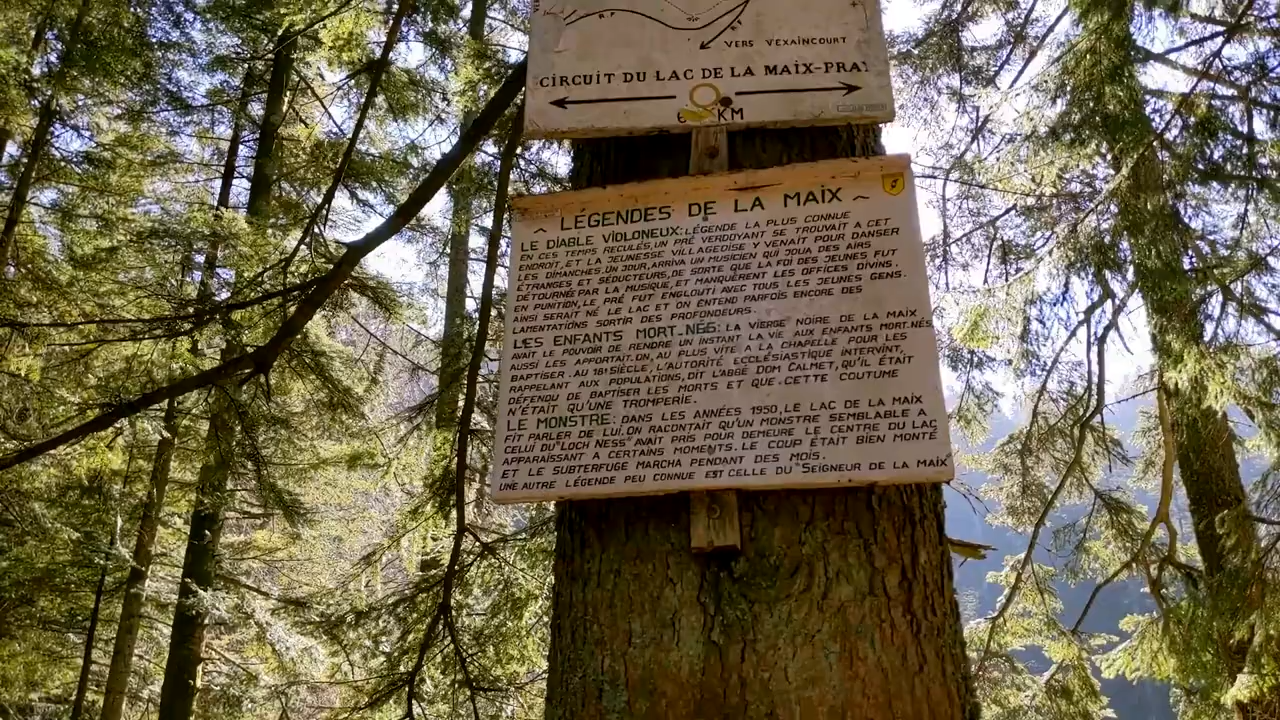 VERS VEXAINCOURT
CIRCUIT DU LAC DE LA MAIX-PRA
6 KM
~ LÉGENDES DE LA MAIX ~
LE DIABLE VIOLONEUX: LÉGENDE LA PLUS CONNUE
EN CES TEMPS RECULÉS, UN PRÉ VERDOYANT SE TROUVAIT A CET
ENDROIT, ET LA JEUNESSE VILLAGEOISE Y VENAIT POUR DANSER
LES DIMANCHES. UN JOUR, ARRIVA UN MUSICIEN QUI JOUA DES AIRS
ÉTRANGES ET SÉDUCTEURS, DE SORTE QUE LA FOI DES JEUNES FUT
DÉTOURNÉE PAR LA MUSIQUE, ET MANQUÈRENT LES OFFICES DIVINS.
EN PUNITION, LE PRÉ FUT ENGLOUTI AVEC TOUS LES JEUNES GENS.
AINSI SERAIT NÉ LE LAC ET ON ENTEND PARFOIS ENCORE DES
LAMENTATIONS SORTIR DES PROFONDEURS.
LES ENFANTS MORT-NÉS: LA VIERGE NOIRE DE LA MAIX
AVAIT LE POUVOIR DE RENDRE UN INSTANT LA VIE AUX ENFANTS MORT-NÉS
AUSSI LES APPORTAIT-ON, AU PLUS VITE A LA CHAPELLE POUR LES
BAPTISER. AU 18E SIÈCLE, L'AUTORITÉ ECCLÉSIASTIQUE INTERVINT,
RAPPELANT AUX POPULATIONS, DIT L'ABBÉ DOM CALMET, QU'IL ÉTAIT
DÉFENDU DE BAPTISER LES MORTS ET QUE CETTE COUTUME
N'ÉTAIT QU'UNE TROMPERIE.
LE MONSTRE: DANS LES ANNÉES 1950, LE LAC DE LA MAIX
FIT PARLER DE LUI. ON RACONTAIT QU'UN MONSTRE SEMBLABLE A
CELUI DU "LOCH NESS" AVAIT PRIS POUR DEMEURE LE CENTRE DU LAC
APPARAISSANT A CERTAINS MOMENTS. LE COUP ÉTAIT BIEN MONTÉ
ET LE SUBTERFUGE MARCHA PENDANT DES MOIS.
UNE AUTRE LÉGENDE PEU CONNUE EST CELLE DU "SEIGNEUR DE LA MAIX"